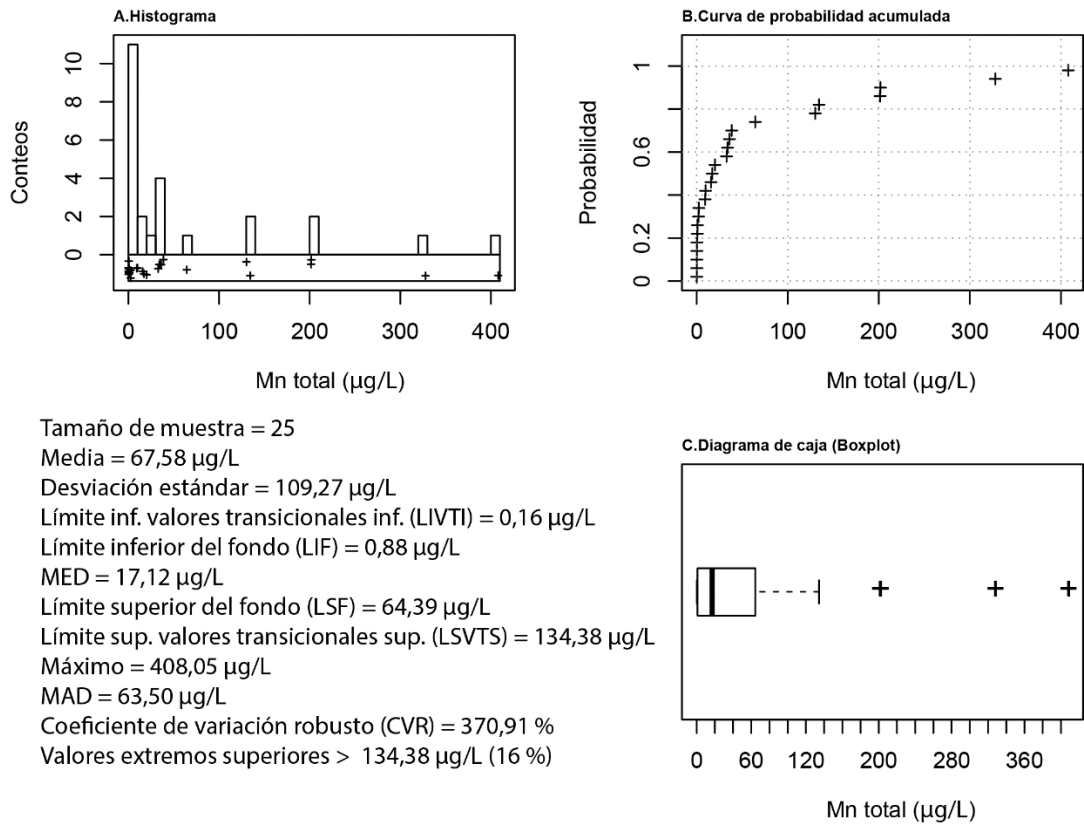 A.Histograma
Conteos
10
8
6
4
2
0
0 100 200 300 400
Mn total (µg/L)
B.Curva de probabilidad acumulada
Probabilidad
1
0.6
0.2
0
0 100 200 300 400
Mn total (µg/L)
Tamaño de muestra = 25
Media = 67,58 µg/L
Desviación estándar = 109,27 µg/L
Límite inf. valores transicionales inf. (LIVTI) = 0,16 µg/L
Límite inferior del fondo (LIF) = 0,88 µg/L
MED = 17,12 µg/L
Límite superior del fondo (LSF) = 64,39 µg/L
Límite sup. valores transicionales sup. (LSVTS) = 134,38 µg/L
Máximo = 408,05 µg/L
MAD = 63,50 µg/L
Coeficiente de variación robusto (CVR) = 370,91 %
Valores extremos superiores > 134,38 µg/L (16 %)
C.Diagrama de caja (Boxplot)
0 60 120 200 280 360
Mn total (µg/L)